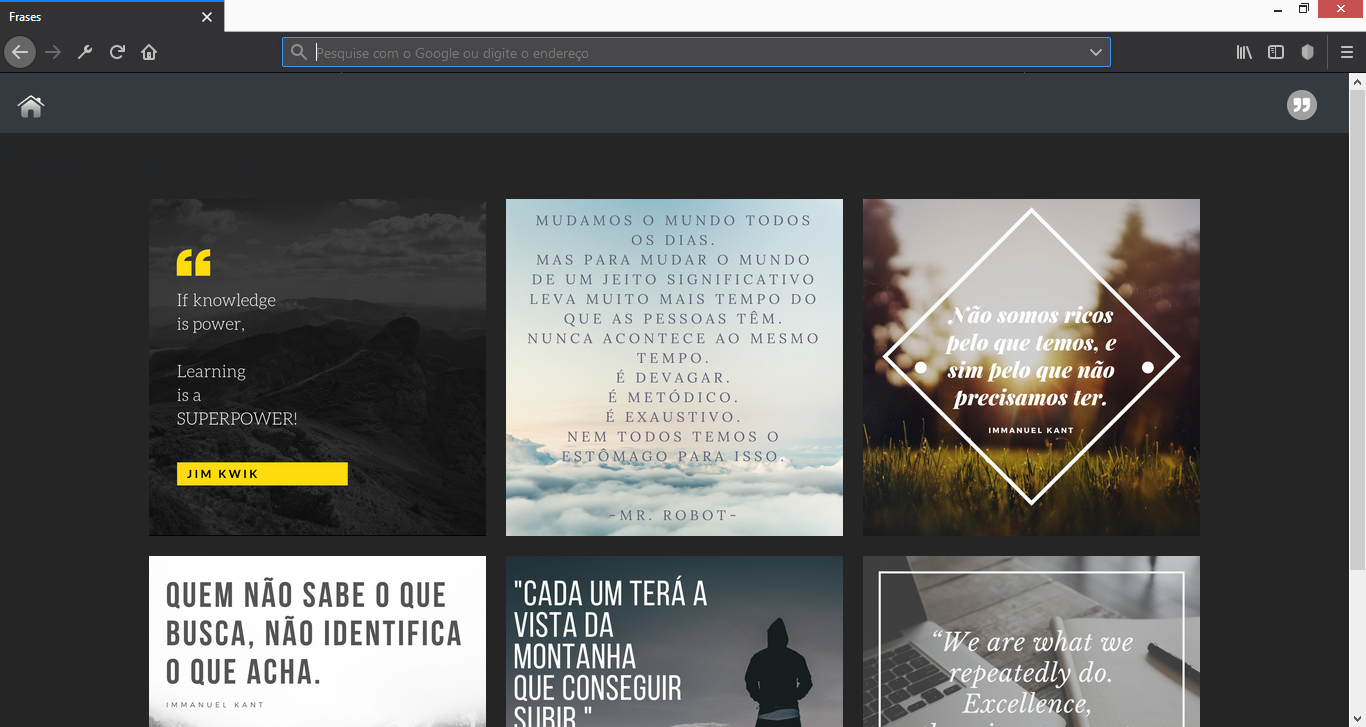 Frases
Pesquise com o Google ou digite o endereço
If knowledge
is power,
Learning
is a
SUPERPOWER!
JIM KWIK
MUDAMOS O MUNDO TODOS
OS DIAS.
MAS PARA MUDAR O MUNDO
DE UM JEITO SIGNIFICATIVO
LEVA MUITO MAIS TEMPO DO
QUE AS PESSOAS TÊM.
NUNCA ACONTECE AO MESMO
TEMPO.
É DEVAGAR.
É METÓDICO.
É EXAUSTIVO.
NEM TODOS TEMOS O
ESTÔMAGO PARA ISSO.
-MR. ROBOT-
Não somos ricos
pelo que temos, e
sim pelo que não
precisamos ter.
IMMANUEL KANT
QUEM NÃO SABE O QUE
BUSCA, NÃO IDENTIFICA
O QUE ACHA.
IMMANUEL KANT
"CADA UM TERÁ A
VISTA DA
MONTANHA
QUE CONSEGUIR
SUBIR."
“We are what we
repeatedly do.
Excellence,